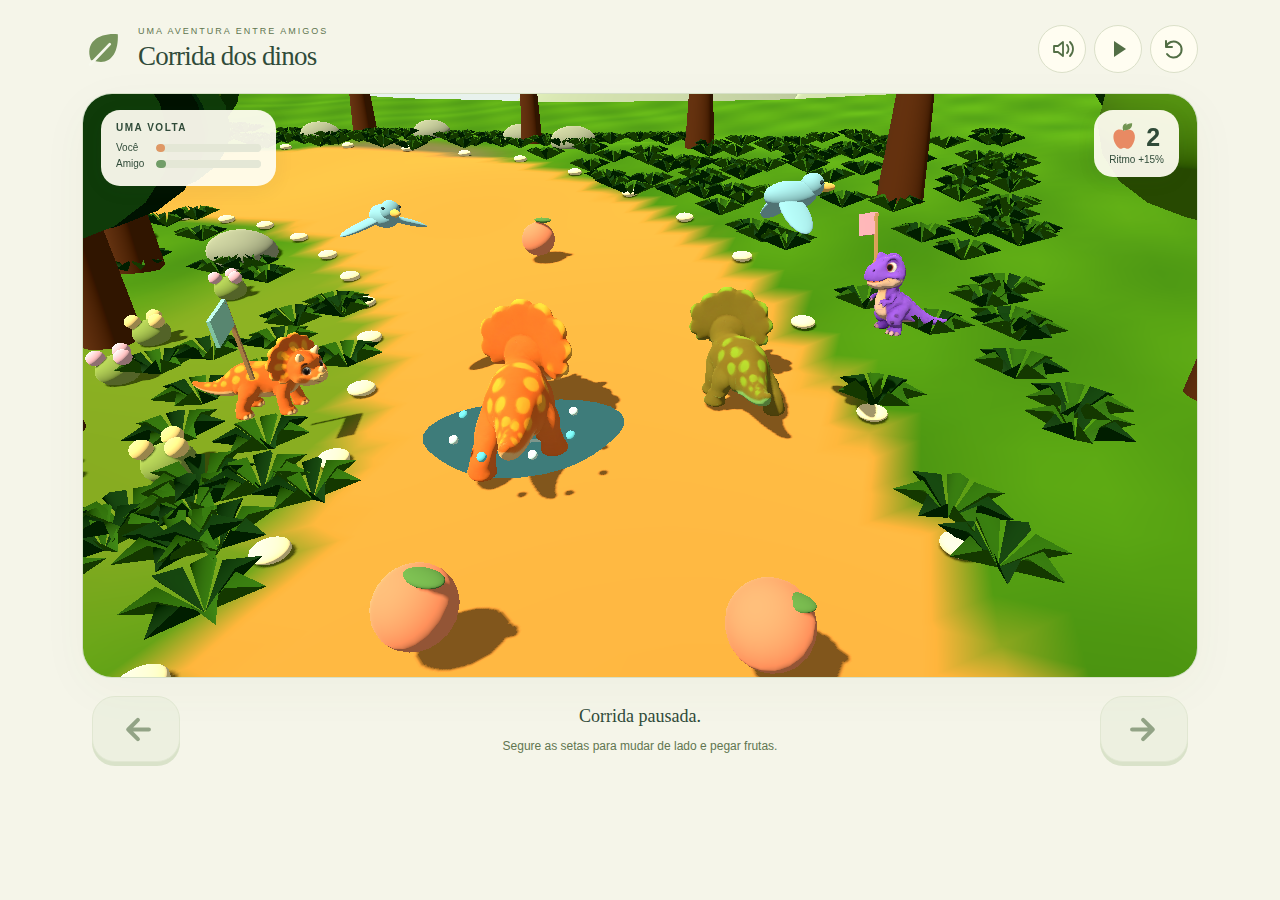 UMA AVENTURA ENTRE AMIGOS
Corrida dos dinos
UMA VOLTA
Você
Amigo
2
Ritmo +15%
Corrida pausada.
Segure as setas para mudar de lado e pegar frutas.